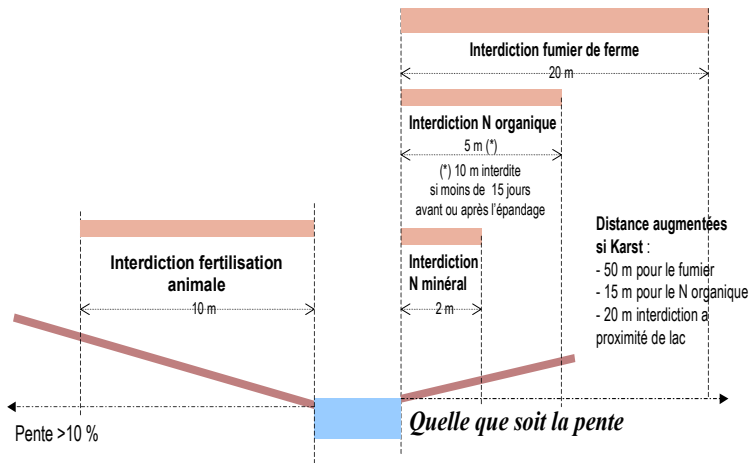 Interdiction fumier de ferme
20 m
Interdiction N organique
5 m (*)
(*) 10 m interdite
si moins de 15 jours
avant ou après l'épandage
Interdiction fertilisation
animale
10 m
Interdiction
N minéral
2 m
Distance augmentées
si Karst :
- 50 m pour le fumier
- 15 m pour le N organique
- 20 m interdiction a
proximité de lac
Pente >10 %
Quelle que soit la pente